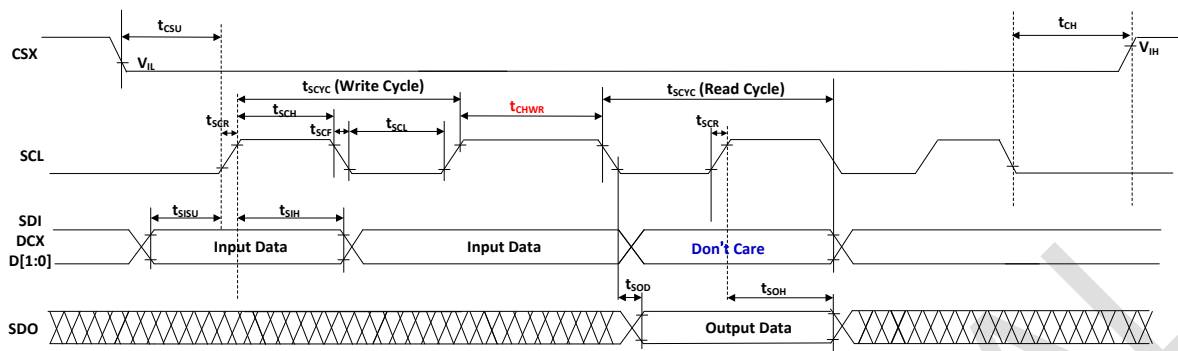 tCSU
tCH
CSX
VIL
VIH
tSCYC (Write Cycle)
tSCYC (Read Cycle)
tSCH
tCHWR
tSCR
tSCF
tSCL
tSCR
SCL
SDI
DCX
D[1:0]
tSISU
tSIH
Input Data
Input Data
Don't Care
tSOD
tSOH
SDO
Output Data